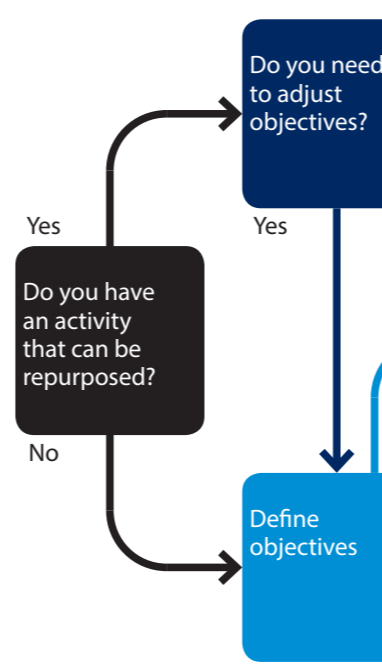 Do you need
to adjust
objectives?
Yes
Yes
Do you have
an activity
that can be
repurposed?
No
Define
objectives